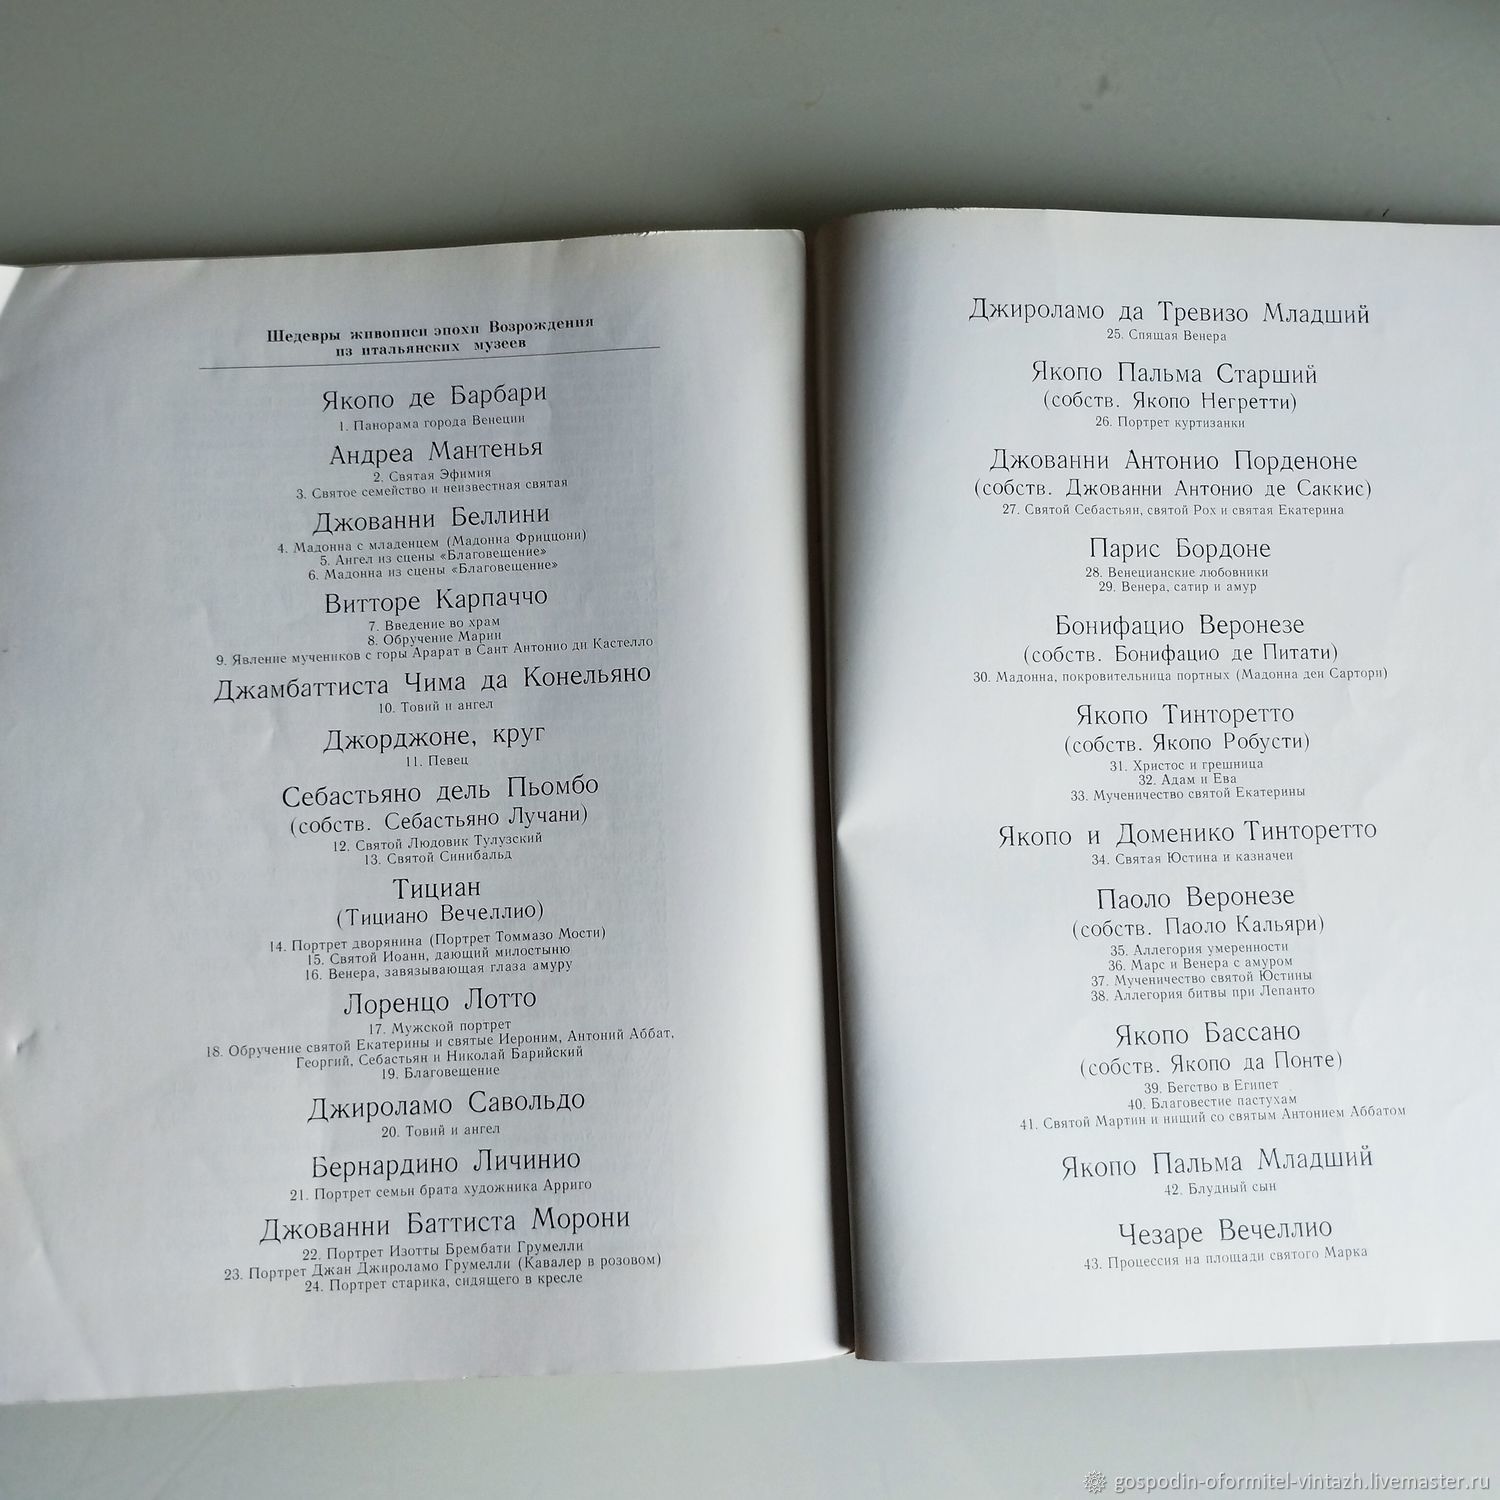 Шедевры живописи эпохи Возрождения
из итальянских музеев
Якопо де Барбари
1. Панорама города Венеции
Андреа Мантенья
2. Святая Эфимия
3. Святое семейство и неизвестная святая
Джованни Беллини
4. Мадонна с младенцем (Мадонна Фриццони)
5. Ангел из сцены «Благовещение»
6. Мадонна из сцены «Благовещение»
Витторе Карпаччо
7. Введение во храм
8. Обручение Марии
9. Явление мучеников с горы Арарат в Сант Антонио ди Кастелло
Джамбаттиста Чима да Конельяно
10. Товий и ангел
Джорджоне, круг
11. Певец
Себастьяно дель Пьомбо
(собств. Себастьяно Лучани)
12. Святой Людовик Тулузский
13. Святой Синибальд
Тициан
(Тициано Вечеллио)
14. Портрет дворянина (Портрет Томмазо Мости)
15. Святой Иоанн, дающий милостыню
16. Венера, завязывающая глаза амуру
Лоренцо Лотто
17. Мужской портрет
18. Обручение святой Екатерины и святые Иероним, Антоний Аббат,
Георгий, Себастьян и Николай Барийский
19. Благовещение
Джироламо Савольдо
20. Товий и ангел
Бернардино Личинио
21. Портрет семьи брата художника Арриго
Джованни Баттиста Морони
22. Портрет Изотты Брембати Грумелли
23. Портрет Джан Джироламо Грумелли (Кавалер в розовом)
24. Портрет старика, сидящего в кресле
Джироламо да Тревизо Младший
25. Спящая Венера
Якопо Пальма Старший
(собств. Якопо Негретти)
26. Портрет куртизанки
Джованни Антонио Порденоне
(собств. Джованни Антонио де Саккис)
27. Святой Себастьян, святой Рох и святая Екатерина
Парис Бордоне
28. Венецианские любовники
29. Венера, сатир и амур
Бонифацио Веронезе
(собств. Бонифацио де Питати)
30. Мадонна, покровительница портных (Мадонна деи Сартори)
Якопо Тинторетто
(собств. Якопо Робусти)
31. Христос и грешница
32. Адам и Ева
33. Мученичество святой Екатерины
Якопо и Доменико Тинторетто
34. Святая Юстина и казначеи
Паоло Веронезе
(собств. Паоло Кальяри)
35. Аллегория умеренности
36. Марс и Венера с амуром
37. Мученичество святой Юстины
38. Аллегория битвы при Лепанто
Якопо Бассано
(собств. Якопо да Понте)
39. Бегство в Египет
40. Благовестие пастухам
41. Святой Мартин и нищий со святым Антонием Аббатом
Якопо Пальма Младший
42. Блудный сын
Чезаре Вечеллио
43. Процессия на площади святого Марка
gospodin-oformitel-vintazh.livemaster.ru